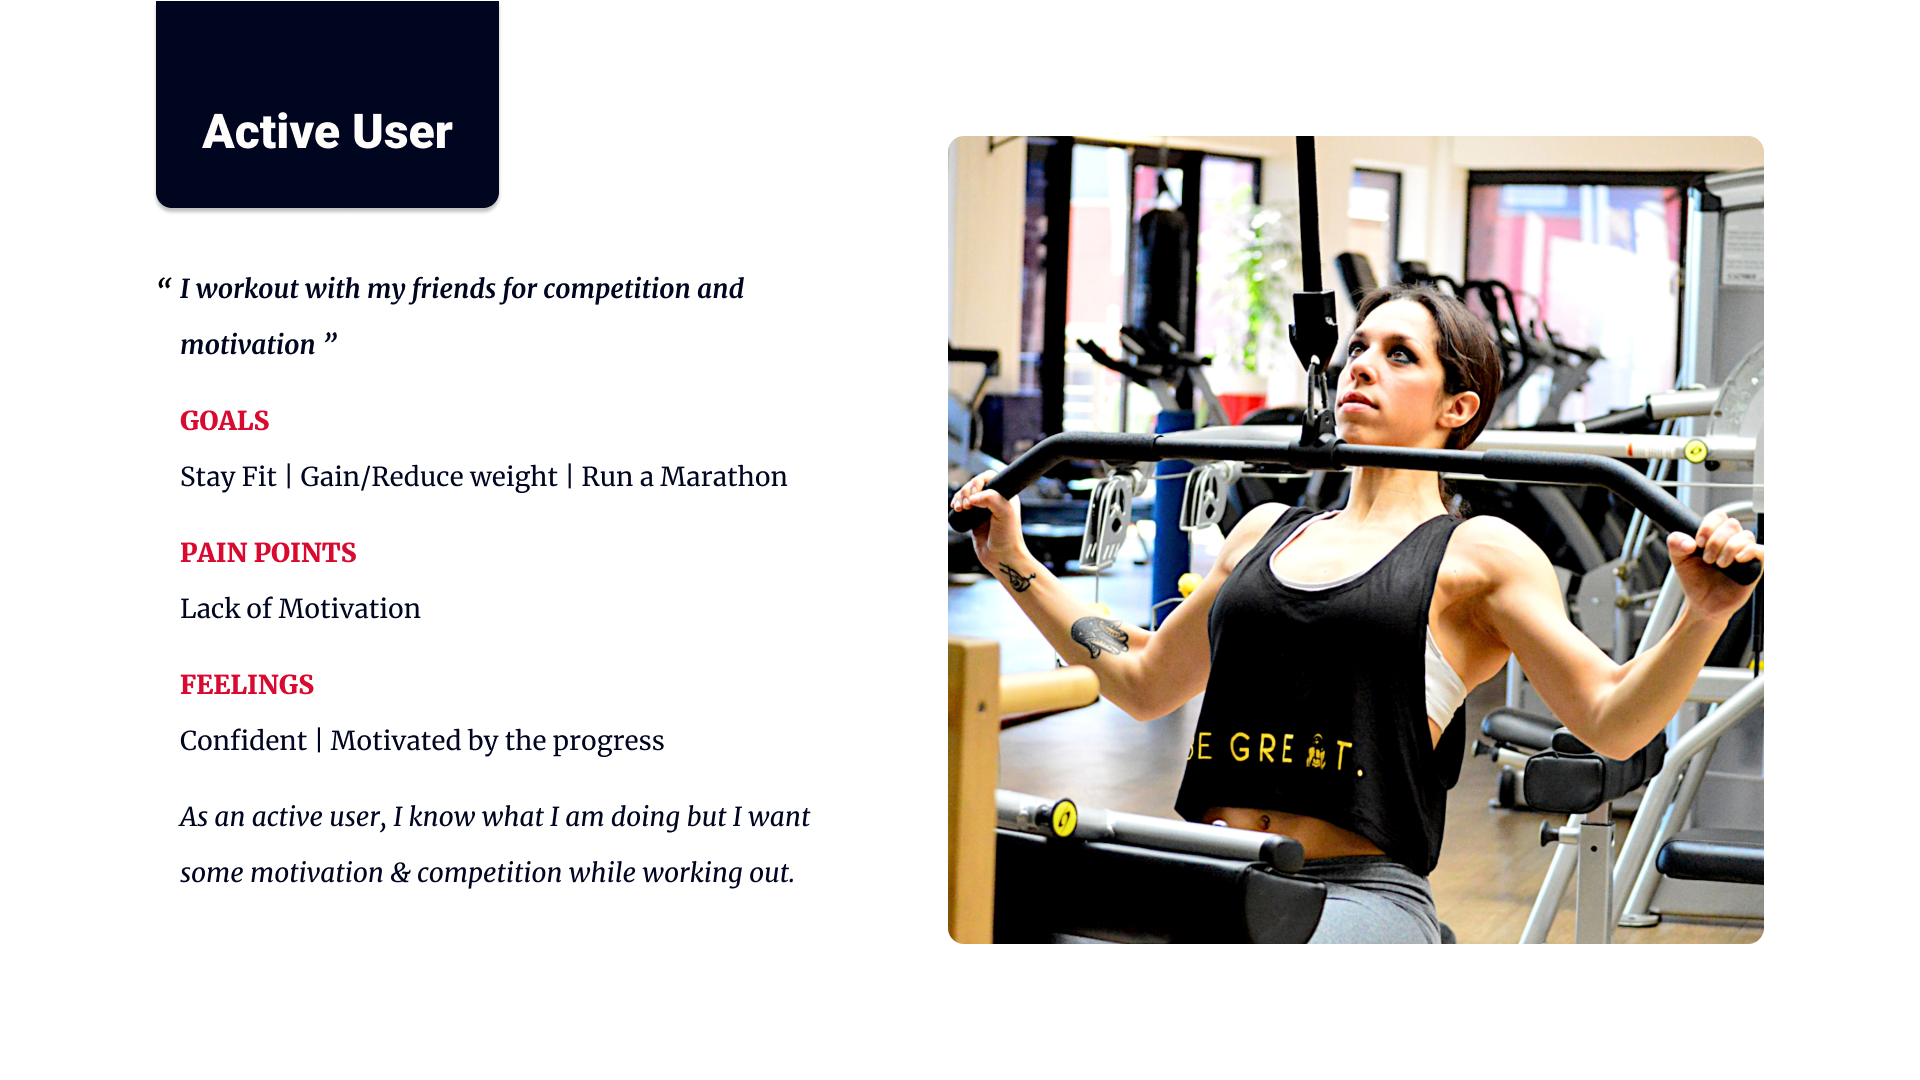 Active User
“ I workout with my friends for competition and
motivation ”
GOALS
Stay Fit | Gain/Reduce weight | Run a Marathon
PAIN POINTS
Lack of Motivation
FEELINGS
Confident | Motivated by the progress
As an active user, I know what I am doing but I want
some motivation & competition while working out.
BE GREAT.